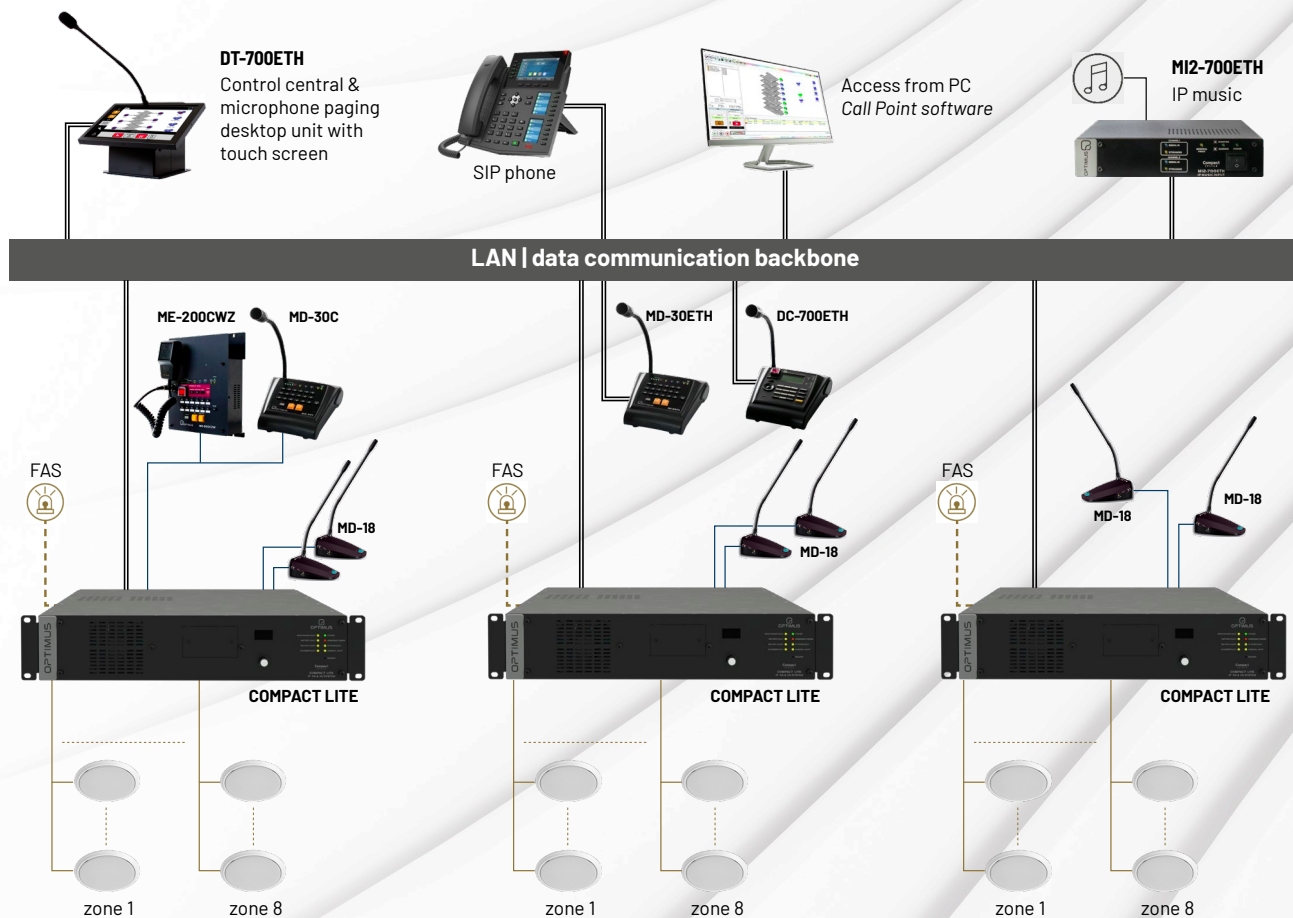 DT-700ETH
Control central &
microphone paging
desktop unit with
touch screen
SIP phone
Access from PC
Call Point software
MI2-700ETH
IP music
LAN | data communication backbone
ME-200CWZ
MD-30C
MD-30ETH
DC-700ETH
FAS
MD-18
FAS
MD-18
FAS
MD-18
MD-18
OPTIMUS
OPTIMUS
COMPACT LITE
OPTIMUS
OPTIMUS
COMPACT LITE
OPTIMUS
OPTIMUS
COMPACT LITE
zone 1
zone 8
zone 1
zone 8
zone 1
zone 8